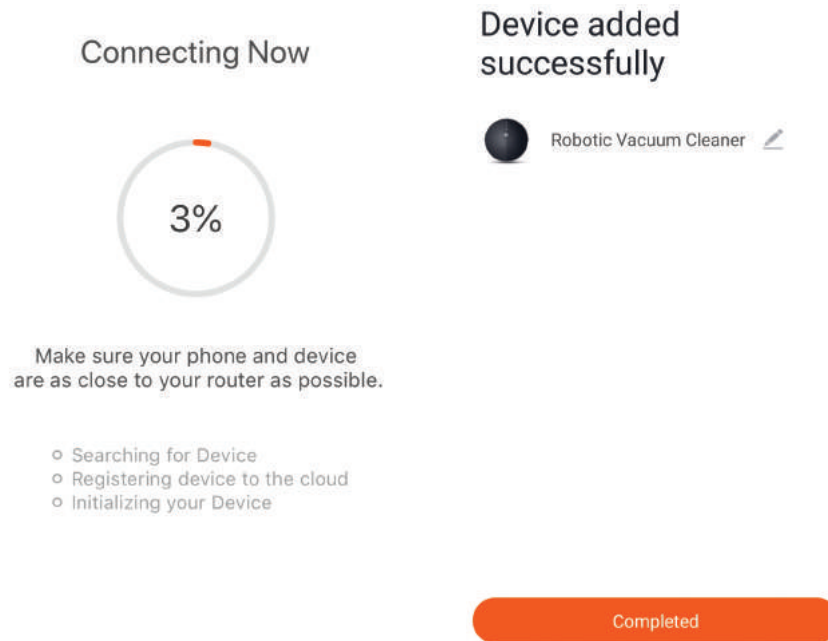 Connecting Now
3%
Make sure your phone and device
are as close to your router as possible.
Searching for Device
Registering device to the cloud
Initializing your Device
Device added
successfully
Robotic Vacuum Cleaner
Completed